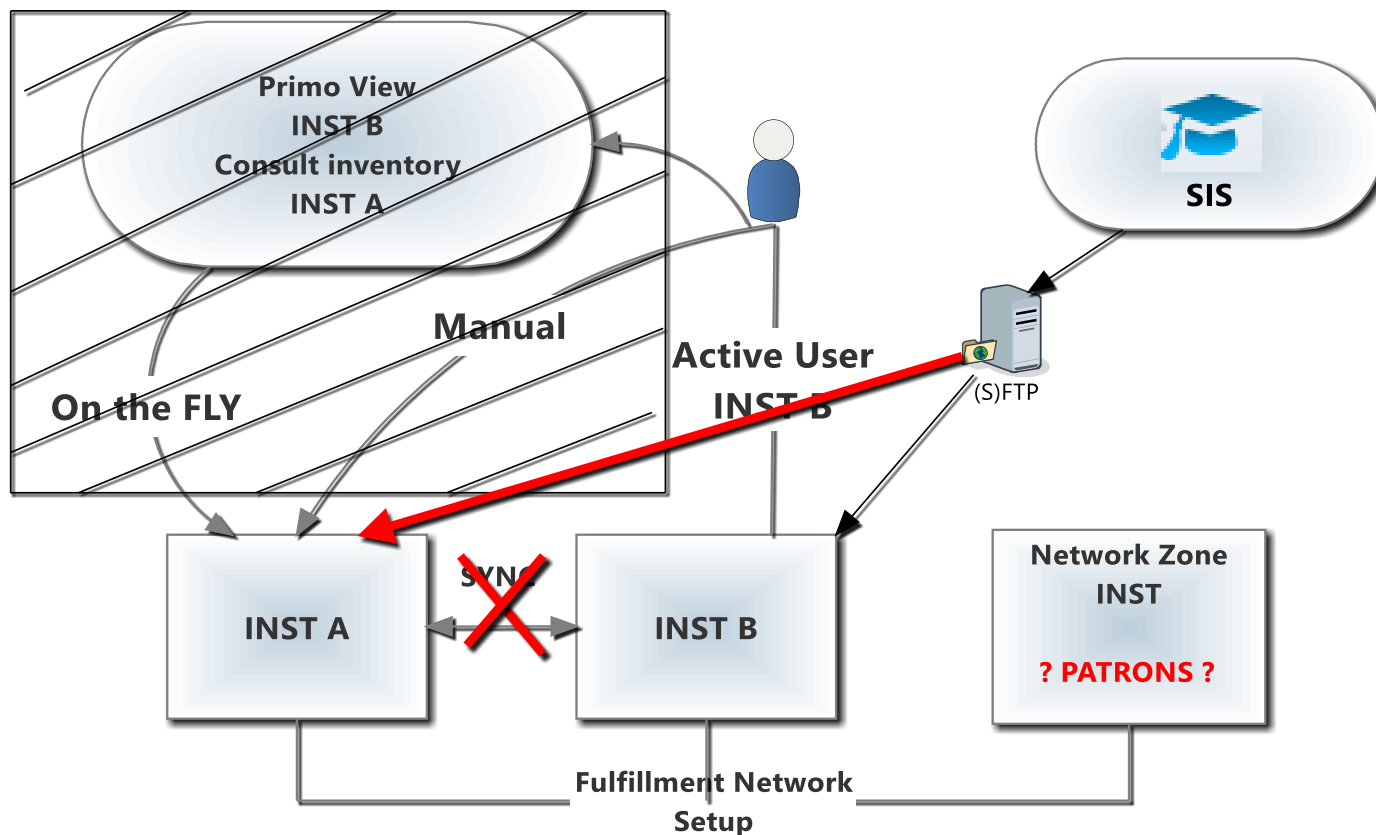 Primo View
INST B
Consult inventory
INST A
SIS
Manual
Active User
INST B
On the FLY
(S)FTP
SYNC
INST A
INST B
Network Zone
INST
? PATRONS ?
Fulfillment Network
Setup